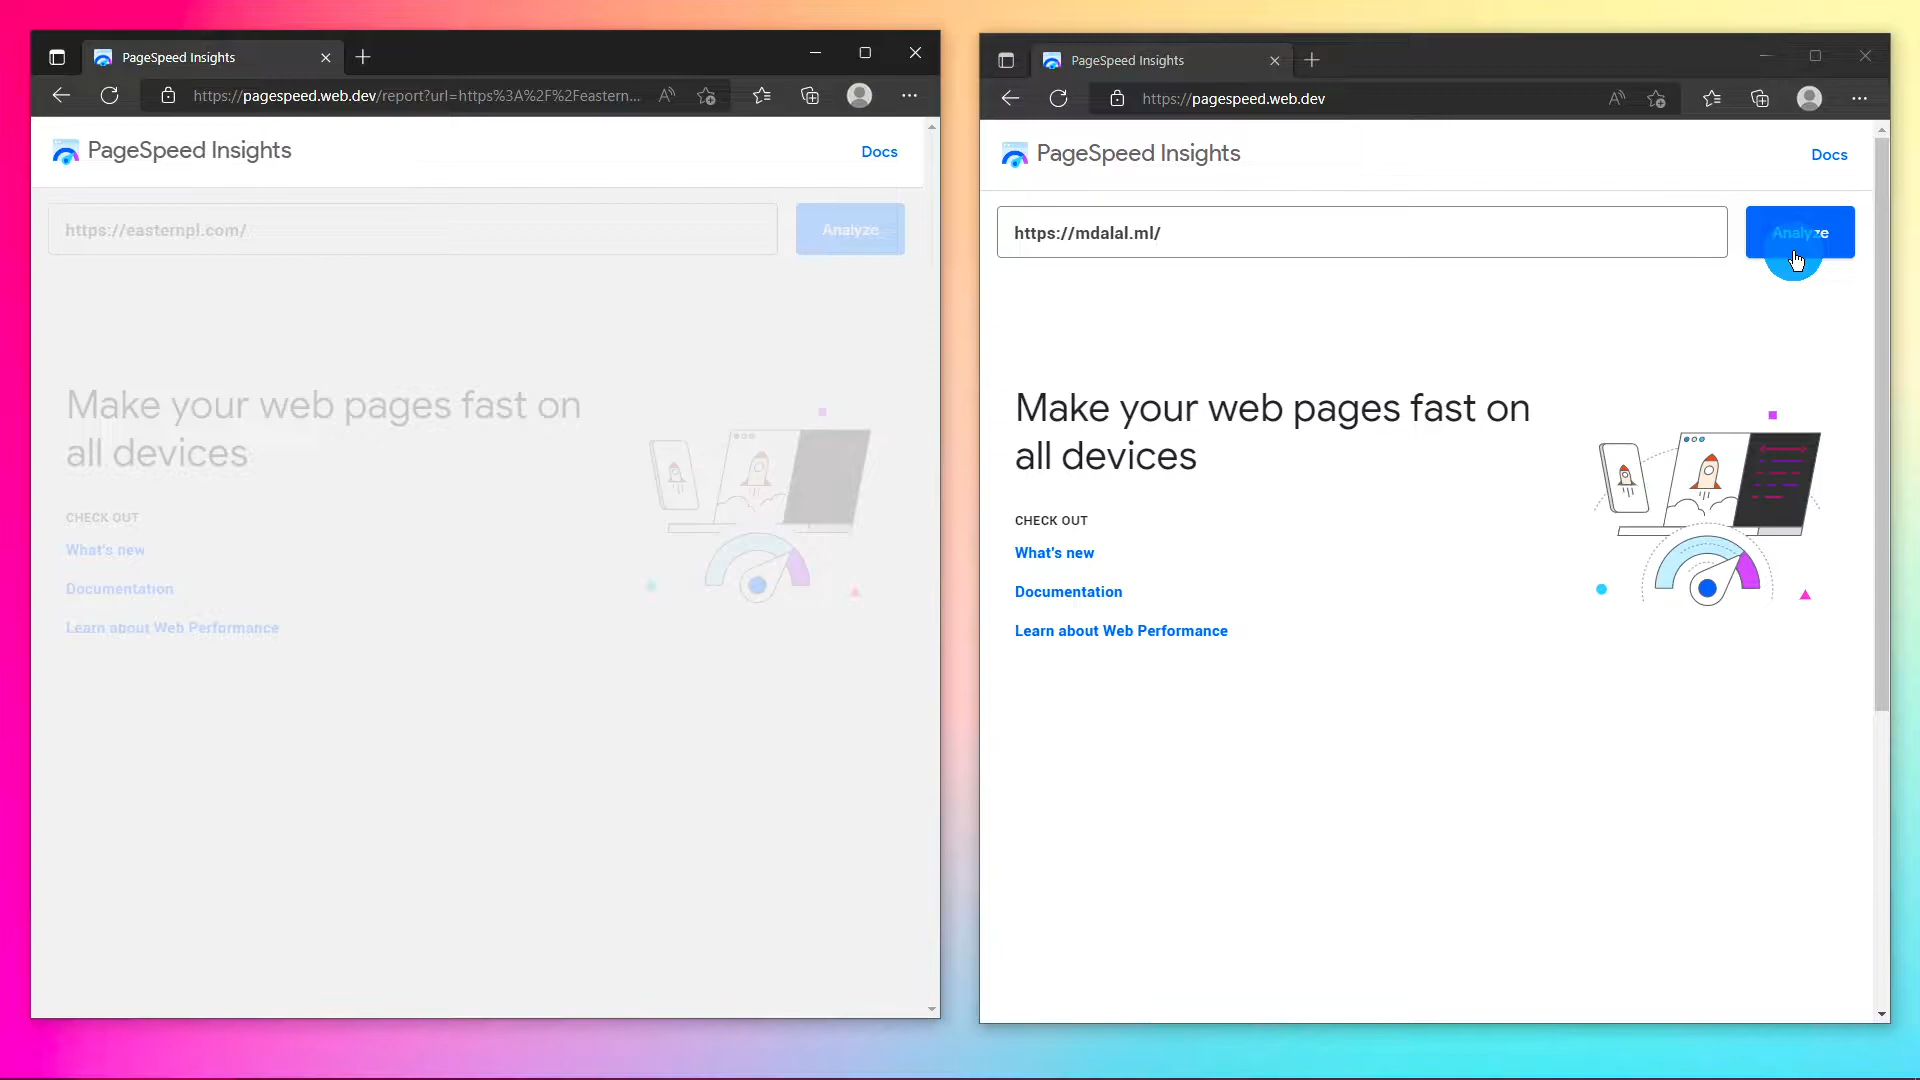 PageSpeed Insights
https://pagespeed.web.dev/report?url=https%3A%2F%2Feastern...
PageSpeed Insights
Docs
https://easternpl.com/
Analyze
Make your web pages fast on
all devices
CHECK OUT
What's new
Documentation
Learn about Web Performance
PageSpeed Insights
https://pagespeed.web.dev
PageSpeed Insights
Docs
https://mdalal.ml/
Analyze
Make your web pages fast on
all devices
CHECK OUT
What's new
Documentation
Learn about Web Performance